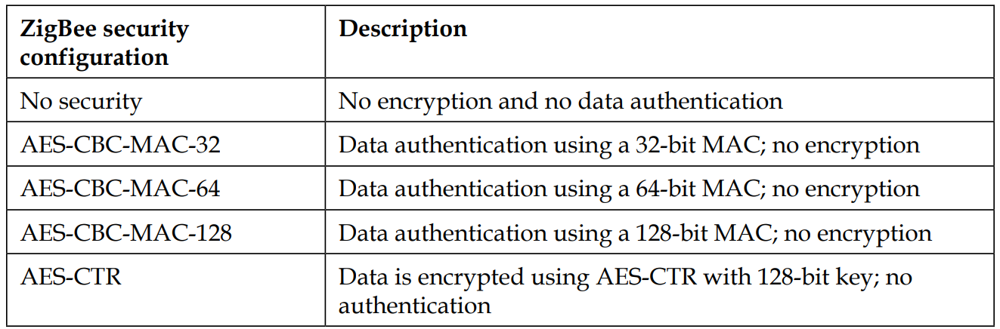 ZigBee security
configuration
Description
No security
No encryption and no data authentication
AES-CBC-MAC-32
Data authentication using a 32-bit MAC; no encryption
AES-CBC-MAC-64
Data authentication using a 64-bit MAC; no encryption
AES-CBC-MAC-128
Data authentication using a 128-bit MAC; no encryption
AES-CTR
Data is encrypted using AES-CTR with 128-bit key; no
authentication